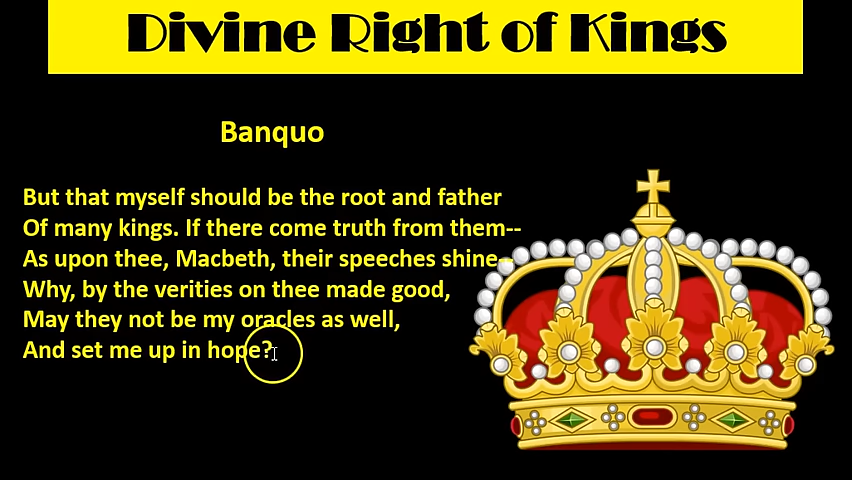 Divine Right of Kings
Banquo
But that myself should be the root and father
Of many kings. If there come truth from them--
As upon thee, Macbeth, their speeches shine--
Why, by the verities on thee made good,
May they not be my oracles as well,
And set me up in hope?